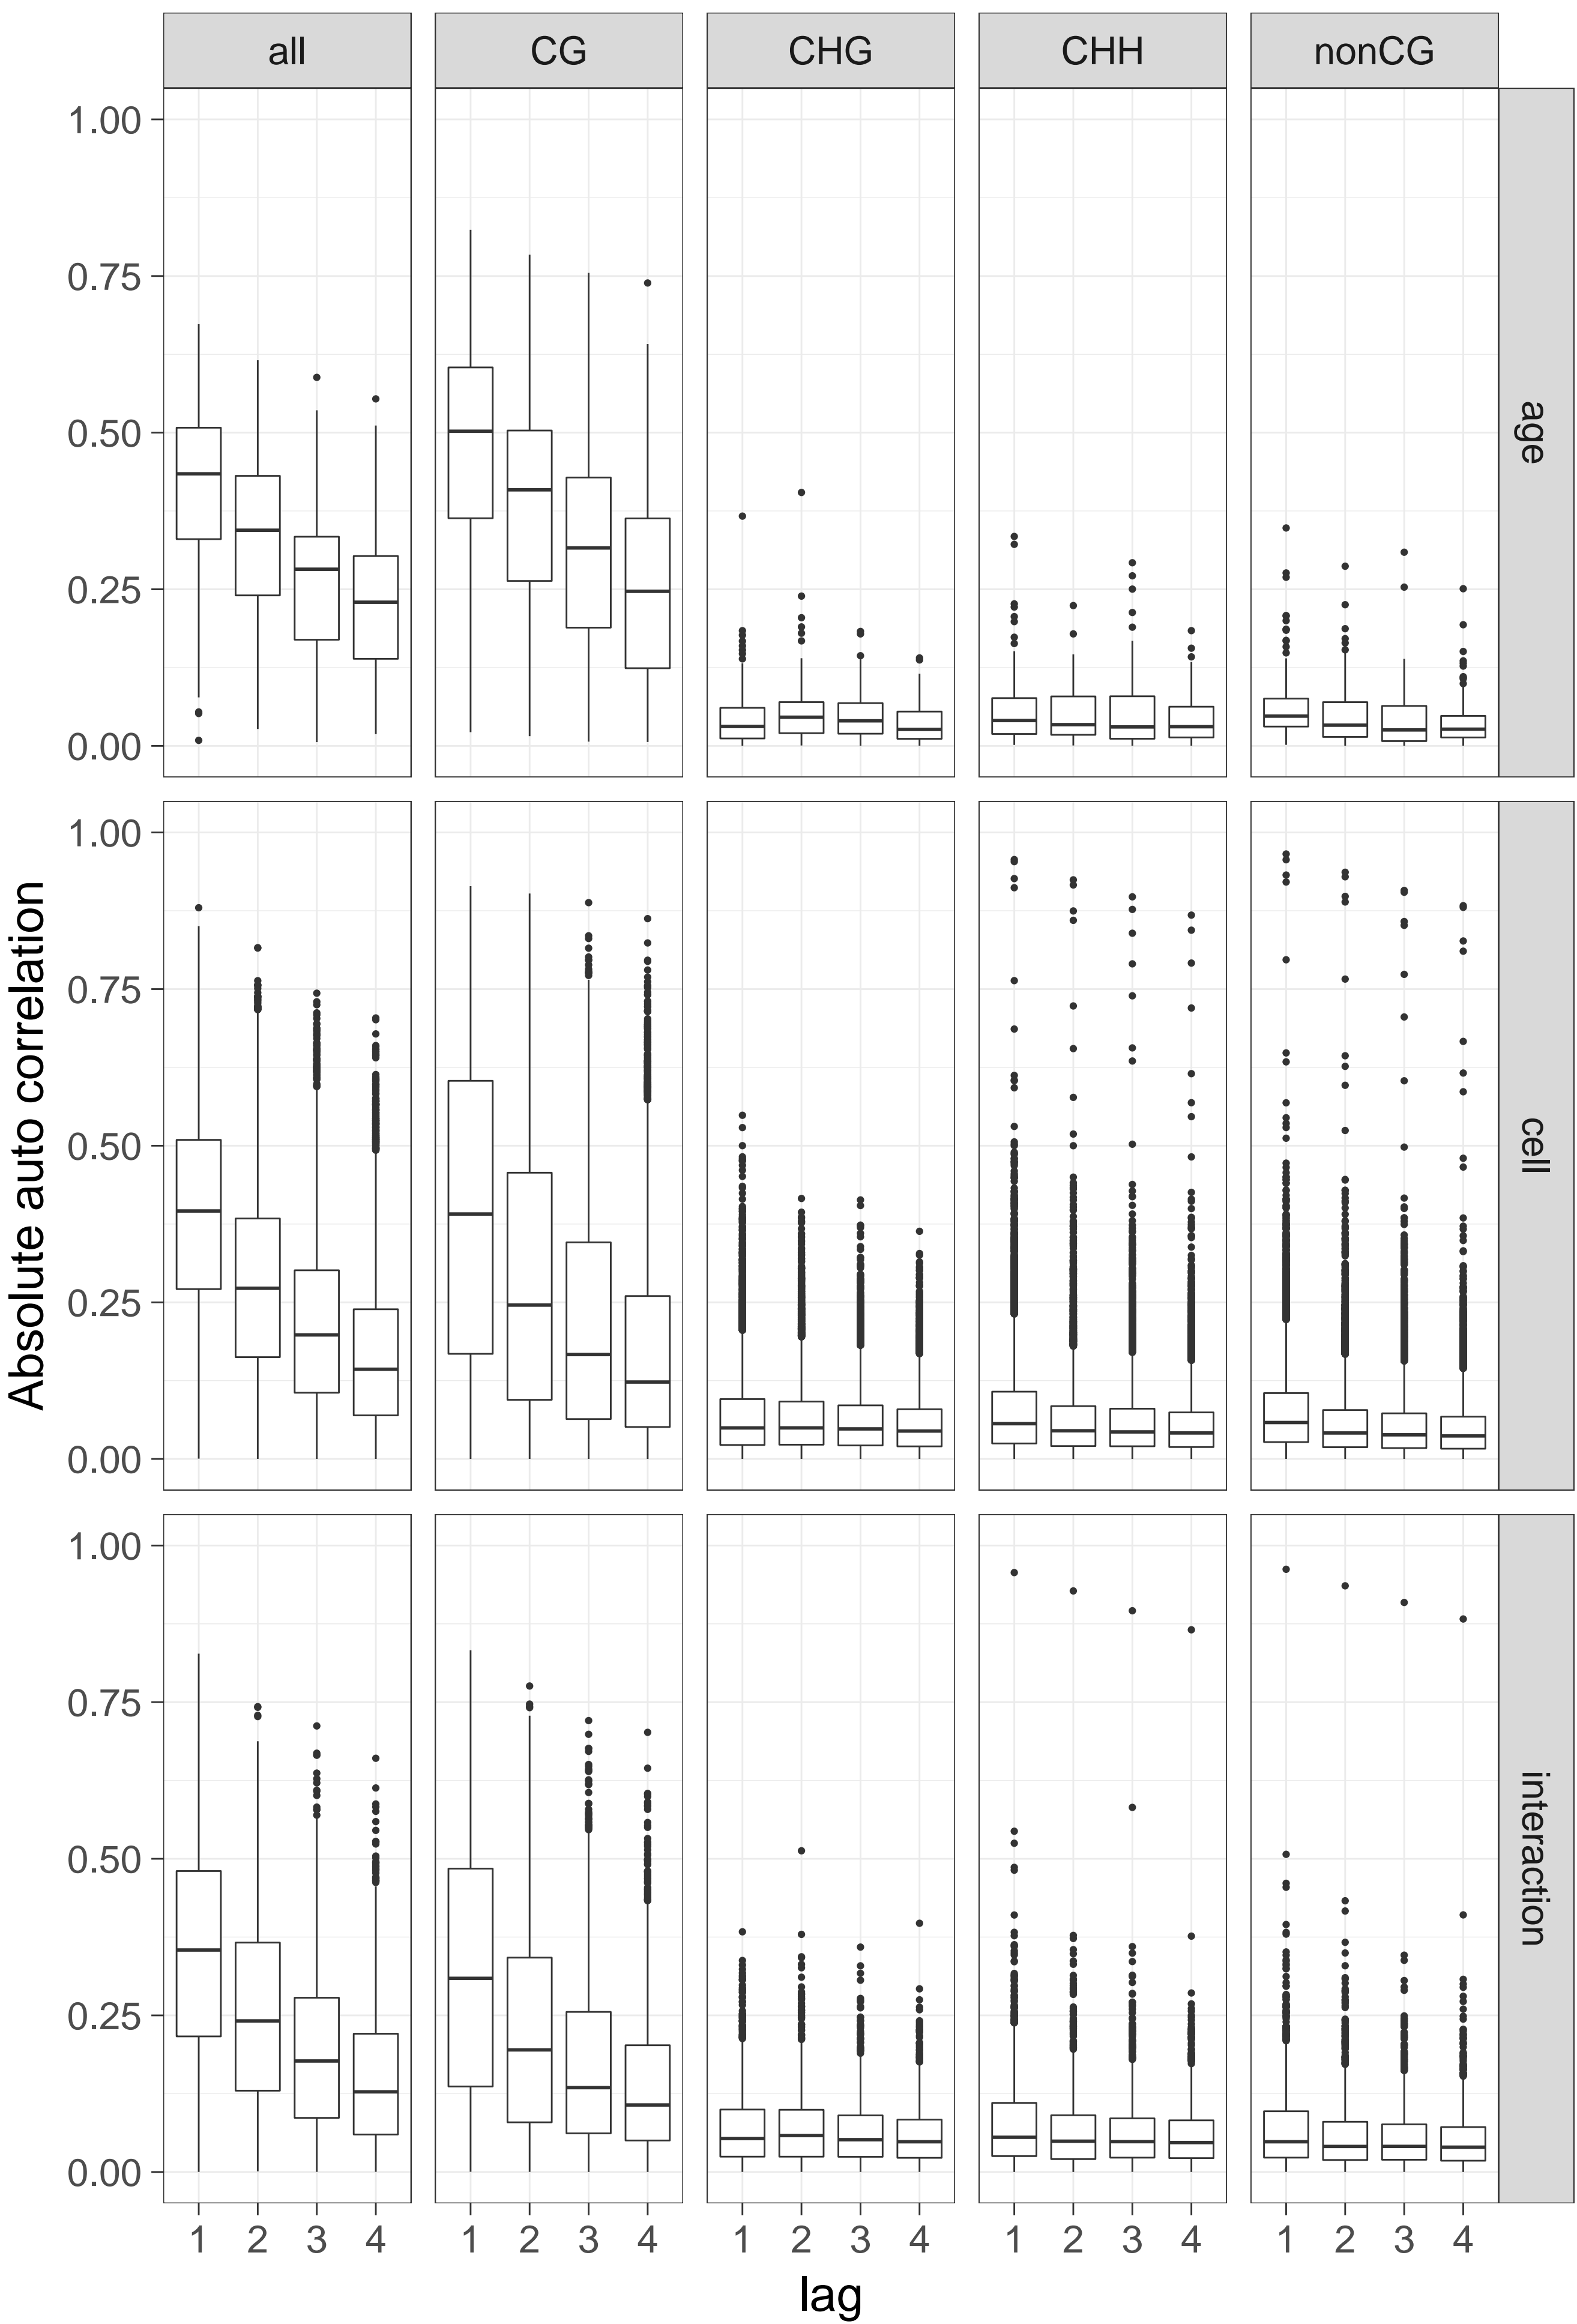 all CG CHG CHH nonCG
1.00
0.75
0.50
0.25
0.00
age
1.00
0.75
0.50
0.25
0.00
cell
1.00
0.75
0.50
0.25
0.00
interaction
Absolute auto correlation
1 2 3 4 1 2 3 4 1 2 3 4 1 2 3 4 1 2 3 4
lag